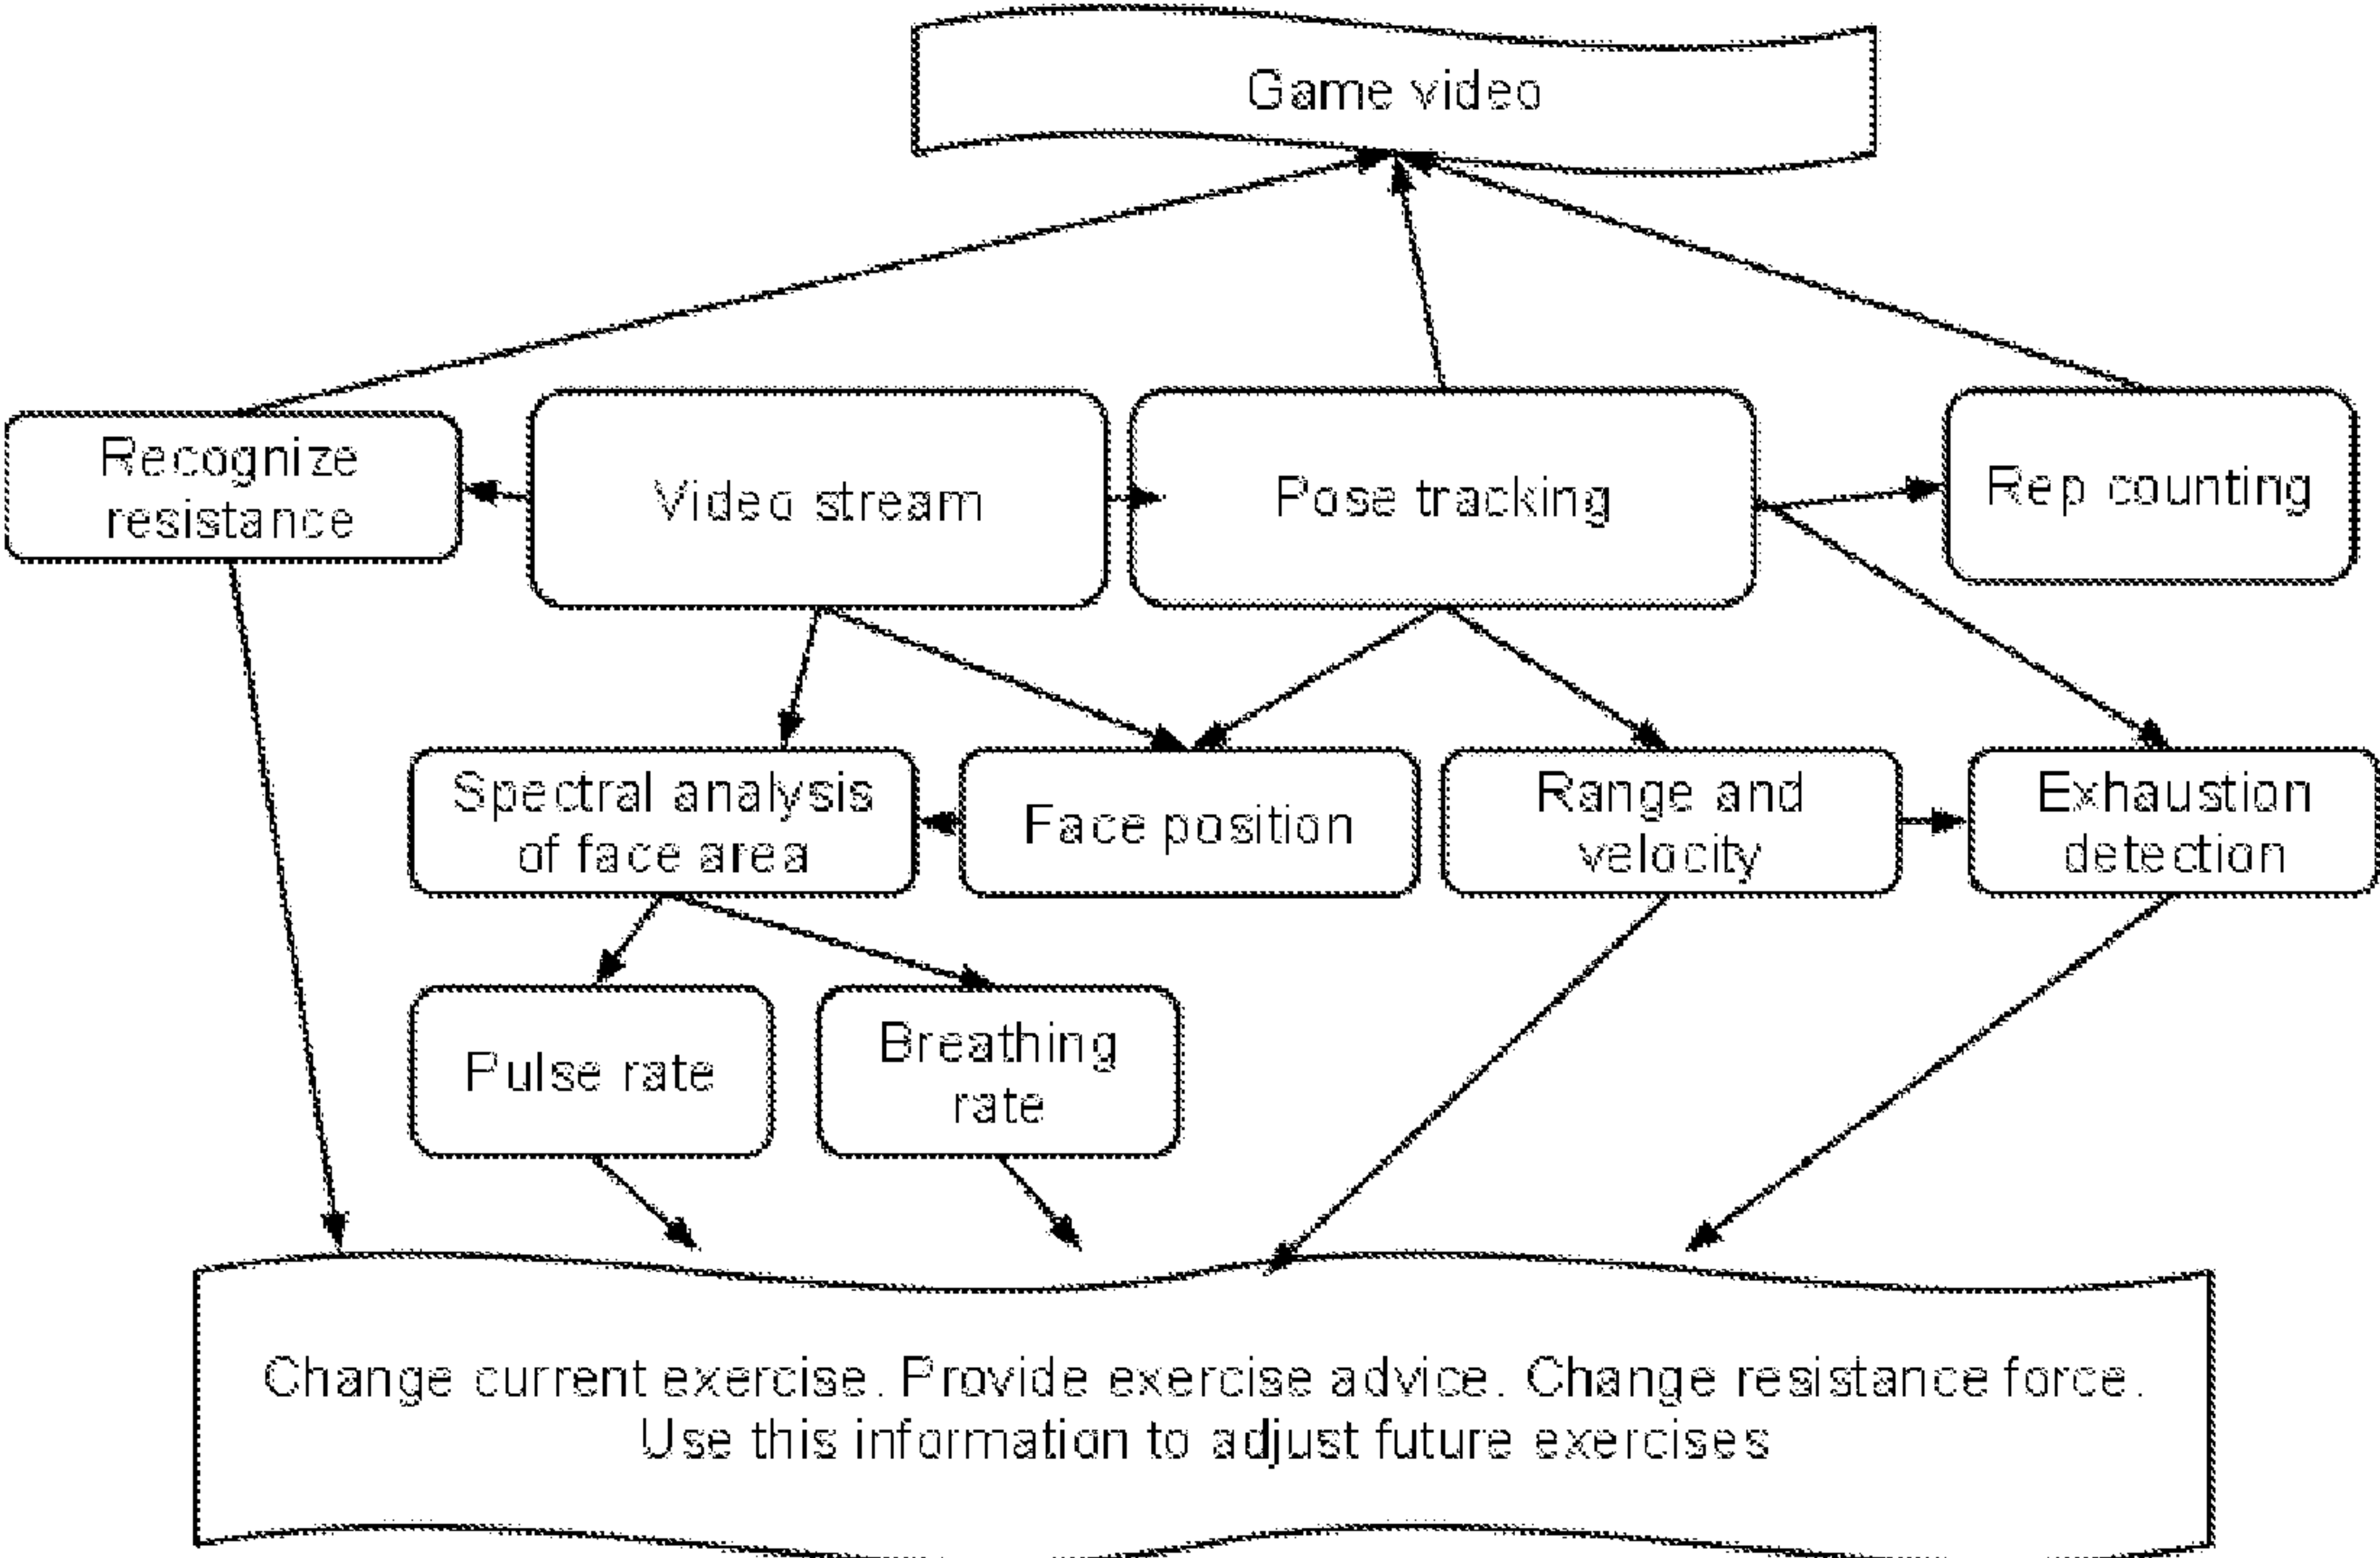 Game video
Recognize
resistance
Video stream
Pose tracking
Rep counting
Spectral analysis
of face area
Face position
Range and
velocity
Exhaustion
detection
Pulse rate
Breathing
rate
Change current exercise. Provide exercise advice. Change resistance force.
Use this information to adjust future exercises